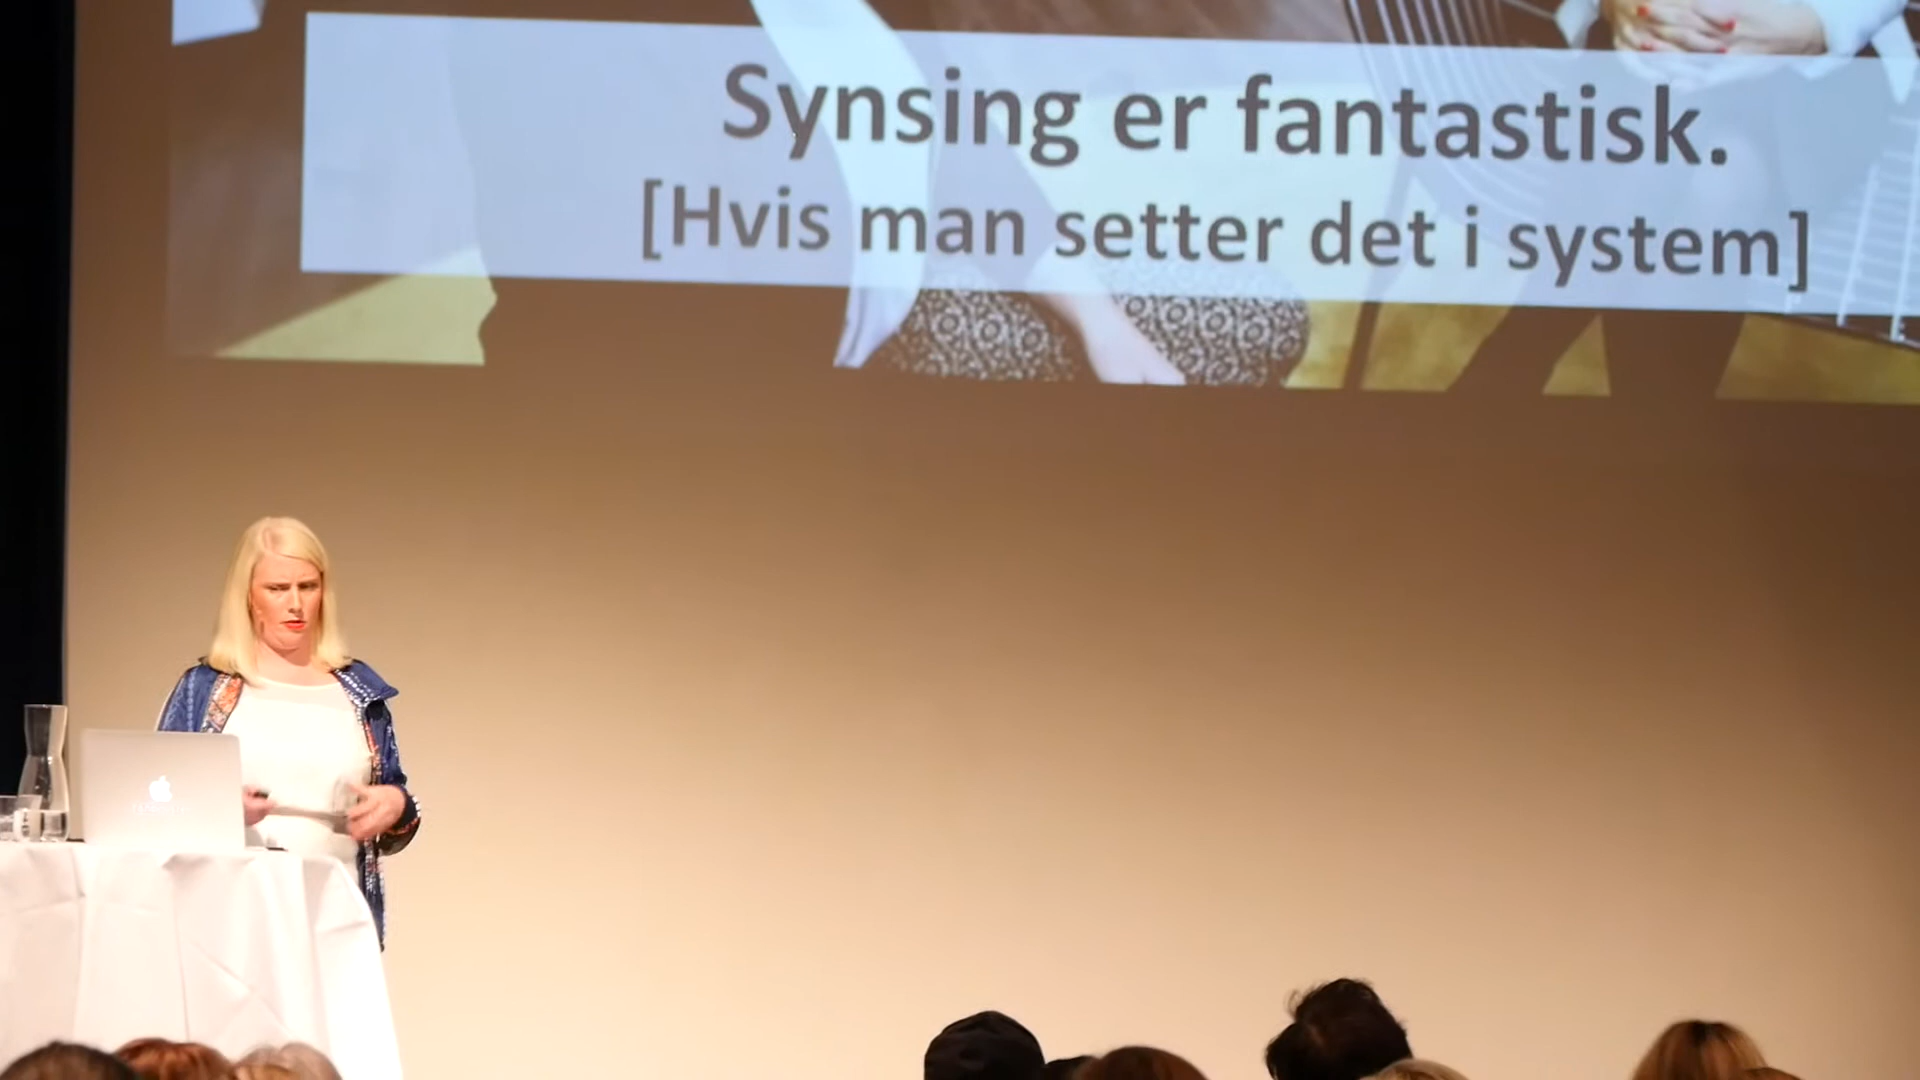 Synsing er fantastisk.
[Hvis man setter det i system]